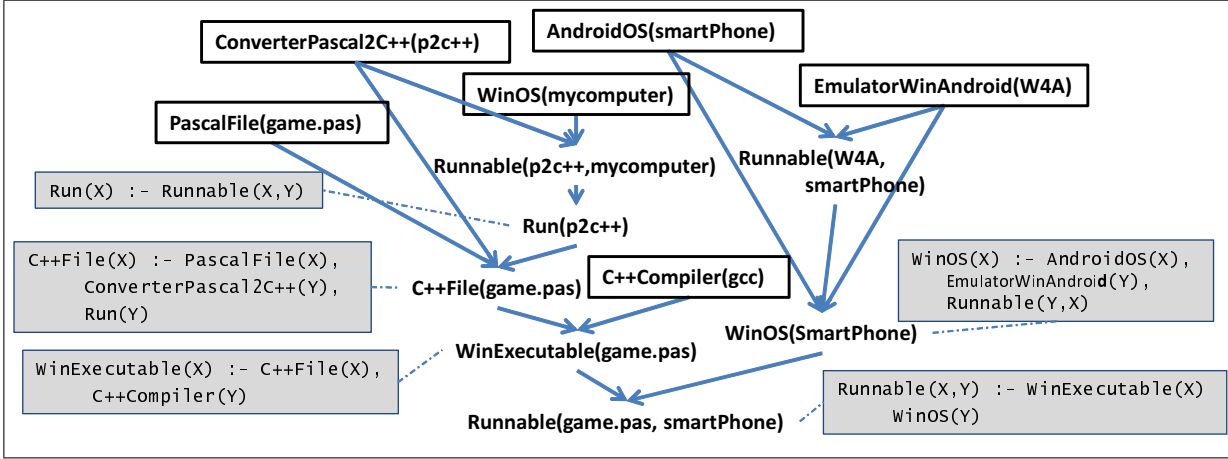 ConverterPascal2C++(p2c++)
AndroidOS(smartPhone)
WinOS(mycomputer)
EmulatorWinAndroid(W4A)
PascalFile(game.pas)
Runnable(p2c++,mycomputer)
Runnable(W4A,
smartPhone)
Run(X) :- Runnable(X,Y)
Run(p2c++)
C++File(X) :- PascalFile(X),
ConverterPascal2C++(Y),
Run(Y)
C++File(game.pas)
C++Compiler(gcc)
WinOS(X) :- AndroidOS(X),
EmulatorWinAndroid(Y),
Runnable(Y,X)
WinOS(SmartPhone)
WinExecutable(game.pas)
WinExecutable(X) :- C++File(X),
C++Compiler(Y)
Runnable(X,Y) :- WinExecutable(X)
WinOS(Y)
Runnable(game.pas, smartPhone)